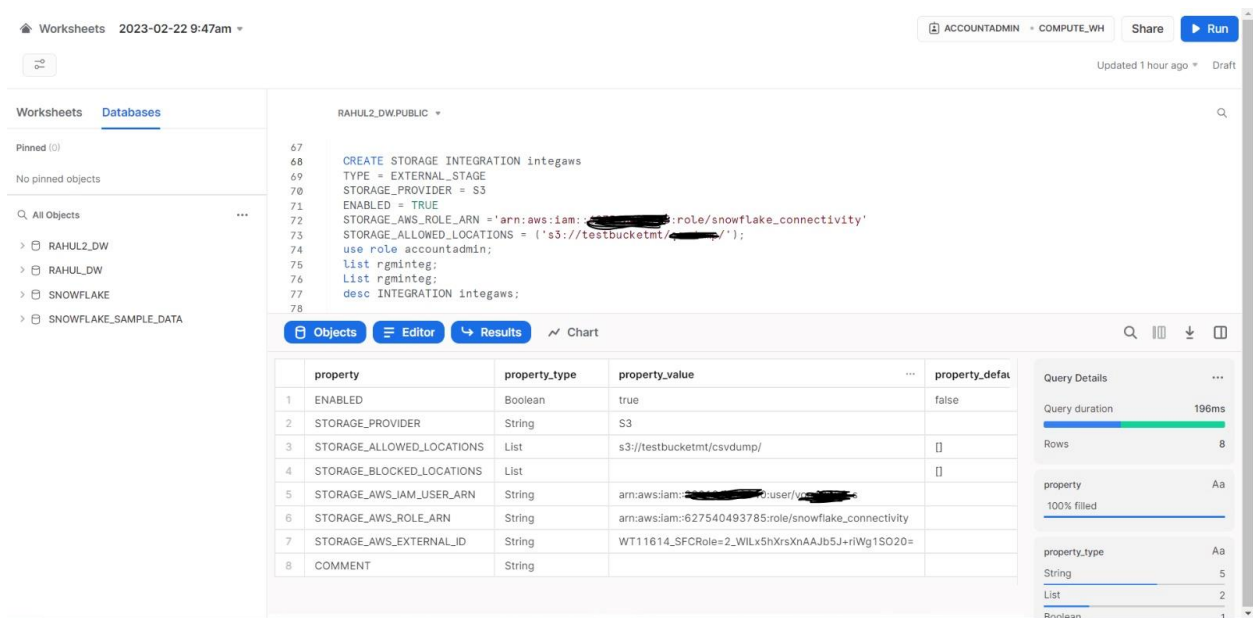 Worksheets 2023-02-22 9:47am
ACCOUNTADMIN COMPUTE_WH Share Run
Updated 1 hour ago Draft
Worksheets Databases
RAHUL2_DW.PUBLIC
Pinned (0)
No pinned objects
All Objects ...
RAHUL2_DW
RAHUL_DW
SNOWFLAKE
SNOWFLAKE_SAMPLE_DATA
67
68 CREATE STORAGE INTEGRATION integaws
69 TYPE = EXTERNAL_STAGE
70 STORAGE_PROVIDER = S3
71 ENABLED = TRUE
72 STORAGE_AWS_ROLE_ARN ='arn:aws:iam: :role/snowflake_connectivity'
73 STORAGE_ALLOWED_LOCATIONS = ('s3://testbucketmt/ /');
74 use role accountadmin;
75 list rgminteg;
76 List rgminteg;
77 desc INTEGRATION integaws;
78
Objects Editor Results Chart
property property_type property_value ... property_defau
1 ENABLED Boolean true false
2 STORAGE_PROVIDER String S3
3 STORAGE_ALLOWED_LOCATIONS List s3://testbucketmt/csvdump/ []
4 STORAGE_BLOCKED_LOCATIONS List []
5 STORAGE_AWS_IAM_USER_ARN String arn:aws:iam: :user/
6 STORAGE_AWS_ROLE_ARN String arn:aws:iam::627540493785:role/snowflake_connectivity
7 STORAGE_AWS_EXTERNAL_ID String WT11614_SFCRole=2_WILx5hXrsXnAAJb5J+riWg1SO20=
8 COMMENT String
Query Details ...
Query duration 196ms
Rows 8
property Aa
100% filled
property_type Aa
String 5
List 2
Boolean 1